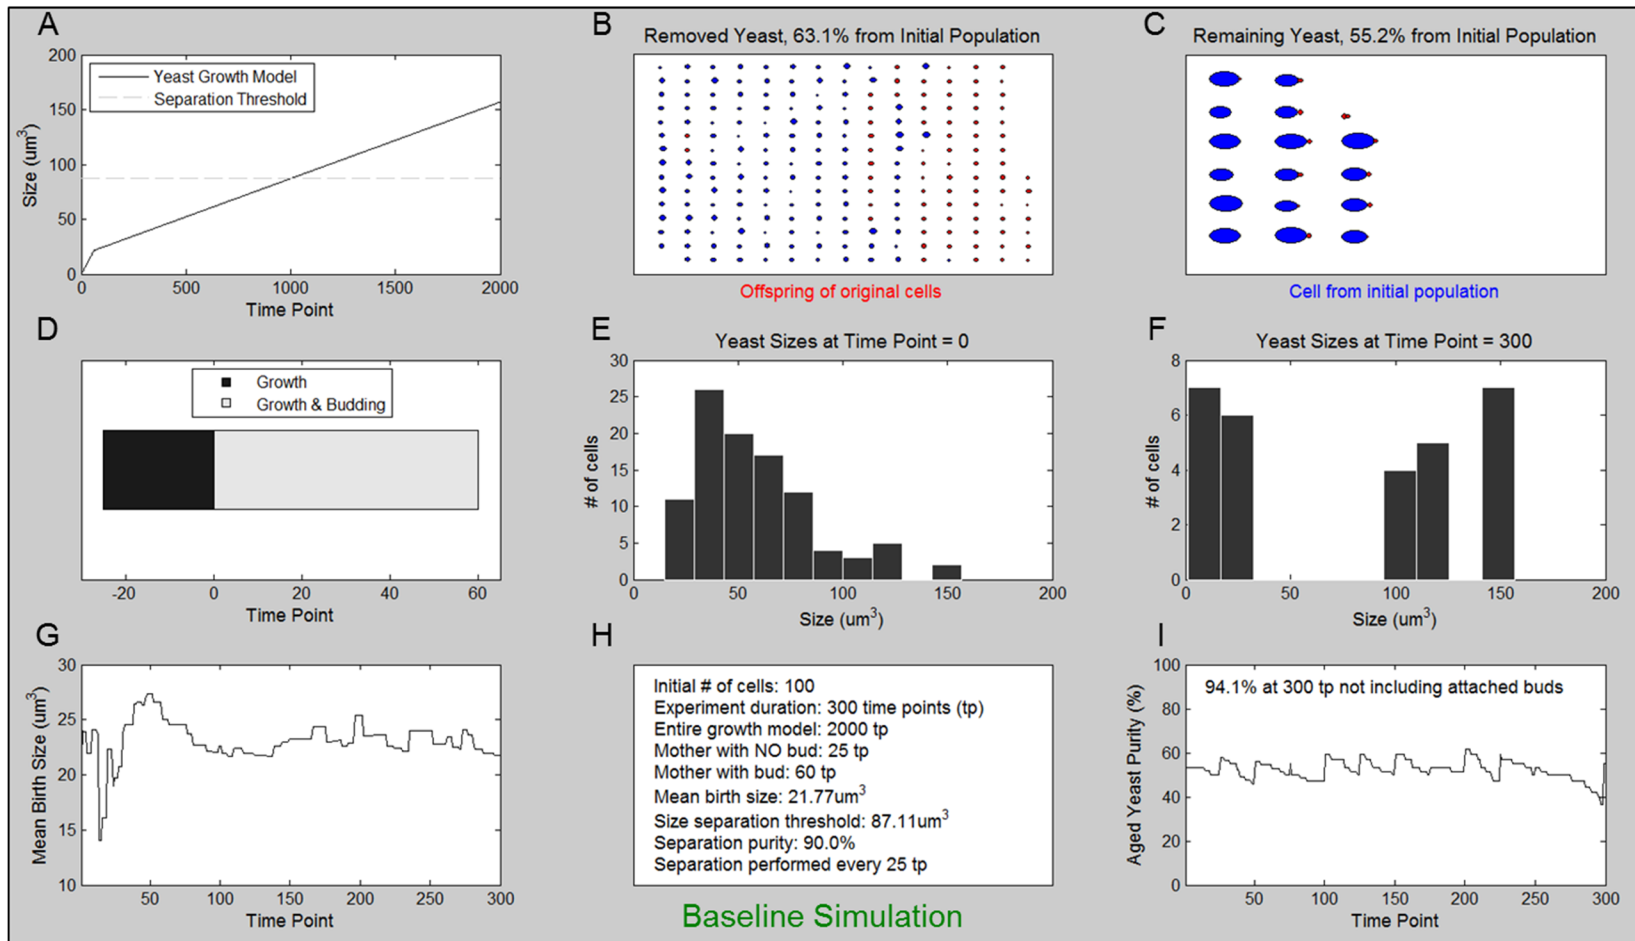 A
200
150
100
50
0
Size (um³)
Yeast Growth Model
Separation Threshold
0
500
1000
1500
2000
Time Point
B
Removed Yeast, 63.1% from Initial Population
Offspring of original cells
C
Remaining Yeast, 55.2% from Initial Population
Cell from initial population
D
Growth
Growth & Budding
-20
0
20
40
60
Time Point
E
Yeast Sizes at Time Point = 0
30
25
20
15
10
5
0
# of cells
0
50
100
150
200
Size (um³)
F
Yeast Sizes at Time Point = 300
8
6
4
2
0
# of cells
0
50
100
150
200
Size (um³)
G
30
25
20
15
10
Mean Birth Size (um³)
50
100
150
200
250
300
Time Point
H
Initial # of cells: 100
Experiment duration: 300 time points (tp)
Entire growth model: 2000 tp
Mother with NO bud: 25 tp
Mother with bud: 60 tp
Mean birth size: 21.77um³
Size separation threshold: 87.11um³
Separation purity: 90.0%
Separation performed every 25 tp
Baseline Simulation
I
100
80
60
40
20
0
Aged Yeast Purity (%)
94.1% at 300 tp not including attached buds
0
50
100
150
200
250
300
Time Point